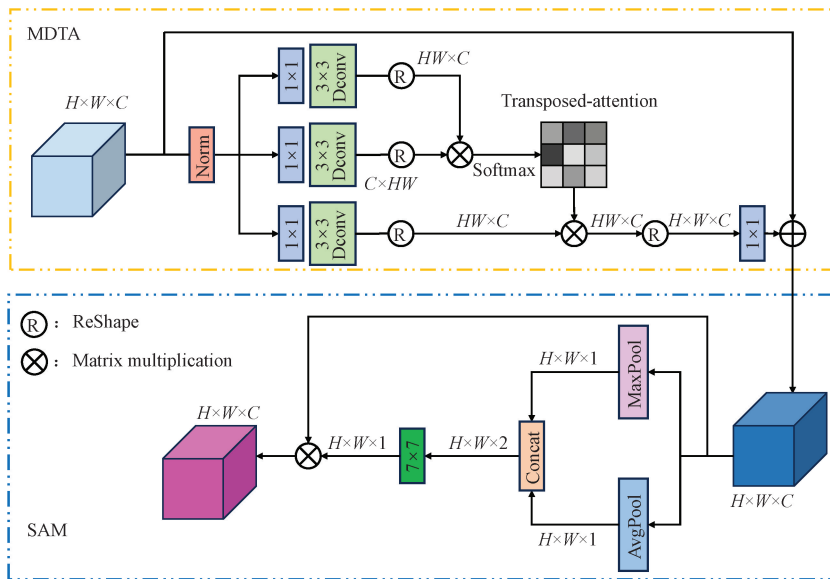 MDTA
H×W×C
Norm
1×1
3×3
Dconv
R
HW×C
1×1
3×3
Dconv
R
C×HW
Softmax
Transposed-attention
1×1
3×3
Dconv
R
HW×C
HW×C
R
H×W×C
1×1
R： ReShape
： Matrix multiplication
H×W×C
H×W×1
7×7
H×W×2
Concat
H×W×1
MaxPool
H×W×1
AvgPool
H×W×C
SAM